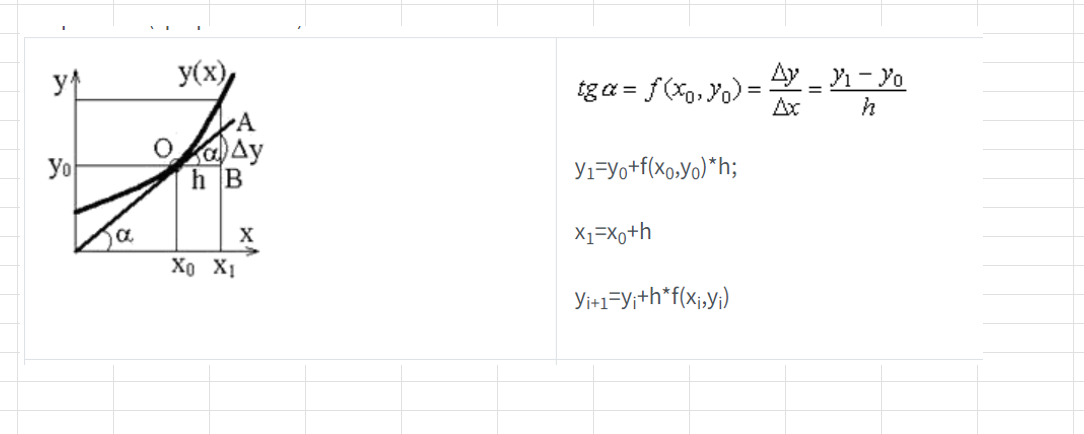 y
y(x)
A
O
α
Δy
y₀
h
B
α
x
x₀
x₁
tg α = f(x₀, y₀) = Δy/Δx = (y₁ − y₀)/h
y₁=y₀+f(x₀,y₀)*h;
x₁=x₀+h
yᵢ₊₁=yᵢ+h*f(xᵢ,yᵢ)